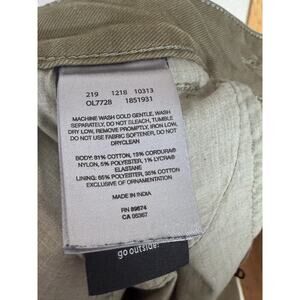 219 1218 10313
OL7728 1851931
MACHINE WASH COLD GENTLE, WASH
SEPARATELY, DO NOT BLEACH, TUMBLE
DRY LOW, REMOVE PROMPTLY, IRON LOW,
DO NOT USE FABRIC SOFTENER, DO NOT
DRYCLEAN
BODY: 81% COTTON, 13% CORDURA®
NYLON, 5% POLYESTER, 1% LYCRA®
ELASTANE
LINING: 65% POLYESTER, 35% COTTON
EXCLUSIVE OF ORNAMENTATION
MADE IN INDIA
RN 89674
CA 05367
go outside.